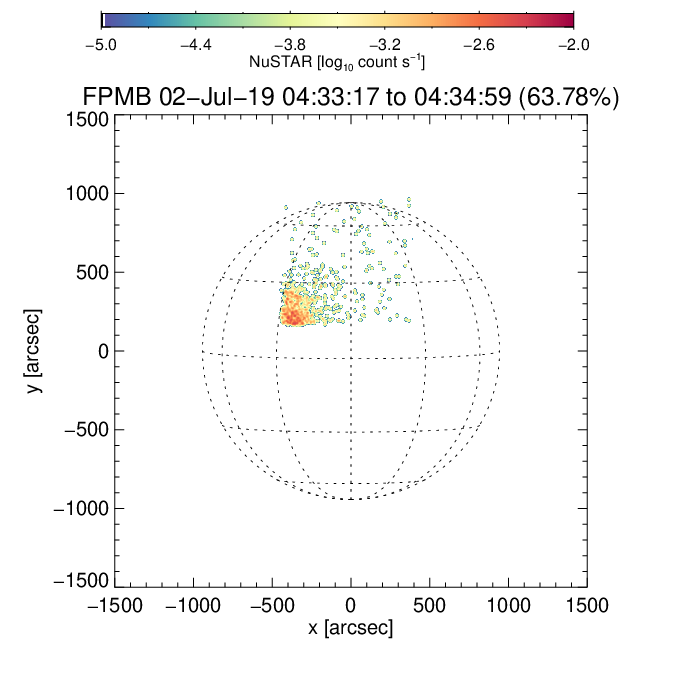 −5.0 −4.4 −3.8 −3.2 −2.6 −2.0
NuSTAR [log₁₀ count s⁻¹]
FPMB 02−Jul−19 04:33:17 to 04:34:59 (63.78%)
1500
1000
500
0
−500
−1000
−1500
y [arcsec]
−1500 −1000 −500 0 500 1000 1500
x [arcsec]